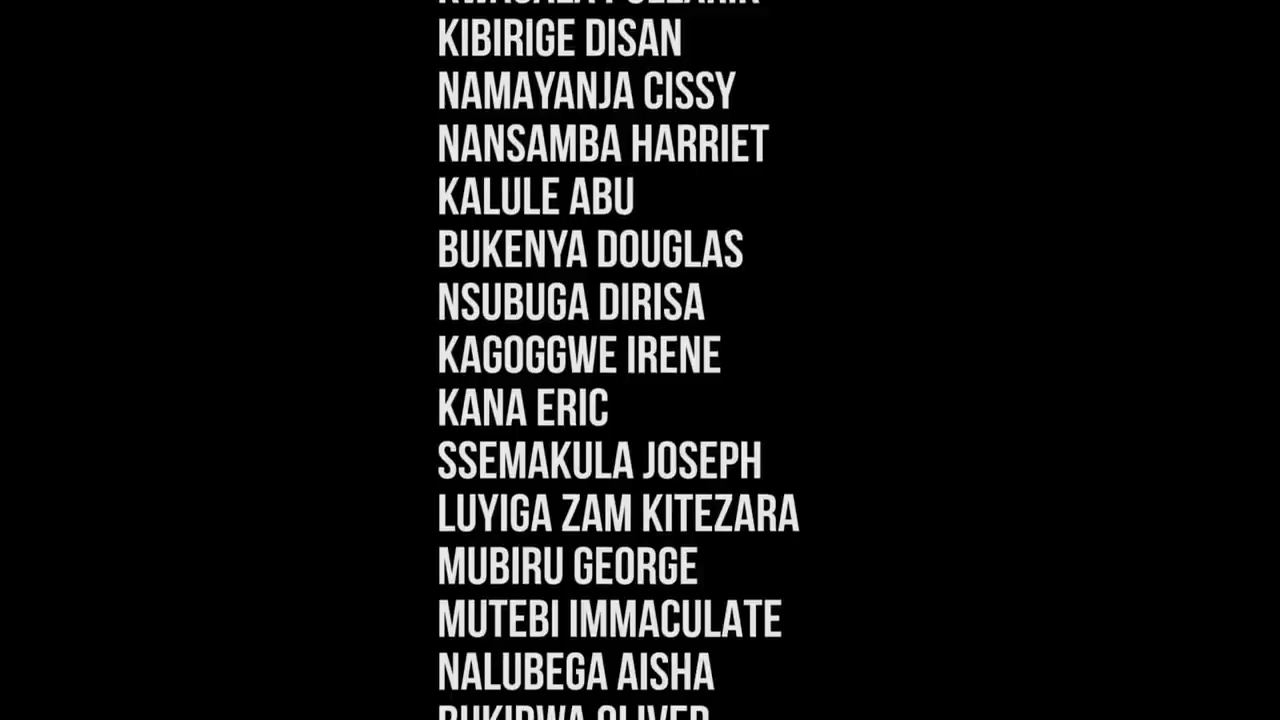 KIBIRIGE DISAN
NAMAYANJA CISSY
NANSAMBA HARRIET
KALULE ABU
BUKENYA DOUGLAS
NSUBUGA DIRISA
KAGOGGWE IRENE
KANA ERIC
SSEMAKULA JOSEPH
LUYIGA ZAM KITEZARA
MUBIRU GEORGE
MUTEBI IMMACULATE
NALUBEGA AISHA
OLIVER